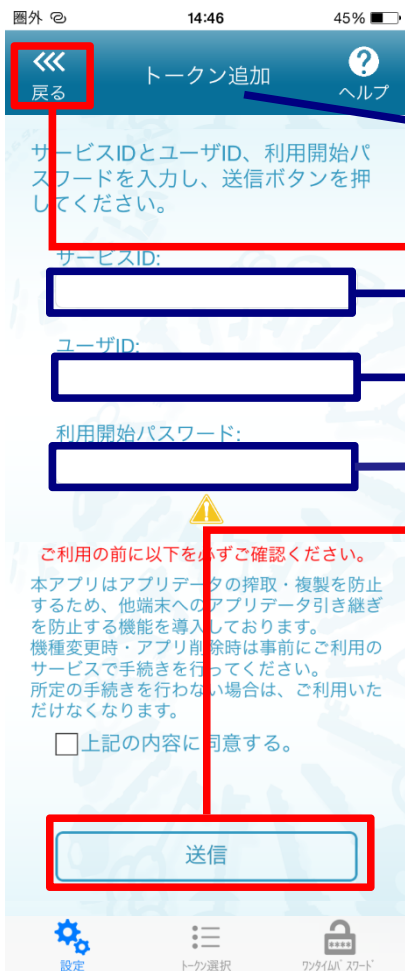 圏外 14:46 45%
戻る トークン追加 ヘルプ
サービスIDとユーザID、利用開始パ
スワードを入力し、送信ボタンを押
してください。
サービスID:
ユーザID:
利用開始パスワード:
ご利用の前に以下を必ずご確認ください。
本アプリはアプリデータの搾取・複製を防止
するため、他端末へのアプリデータ引き継ぎ
を防止する機能を導入しております。
機種変更時・アプリ削除時は事前にご利用の
サービスで手続きを行ってください。
所定の手続きを行わない場合は、ご利用いた
だけなくなります。
上記の内容に同意する。
送信
設定 トークン選択 ワンタイムパスワード